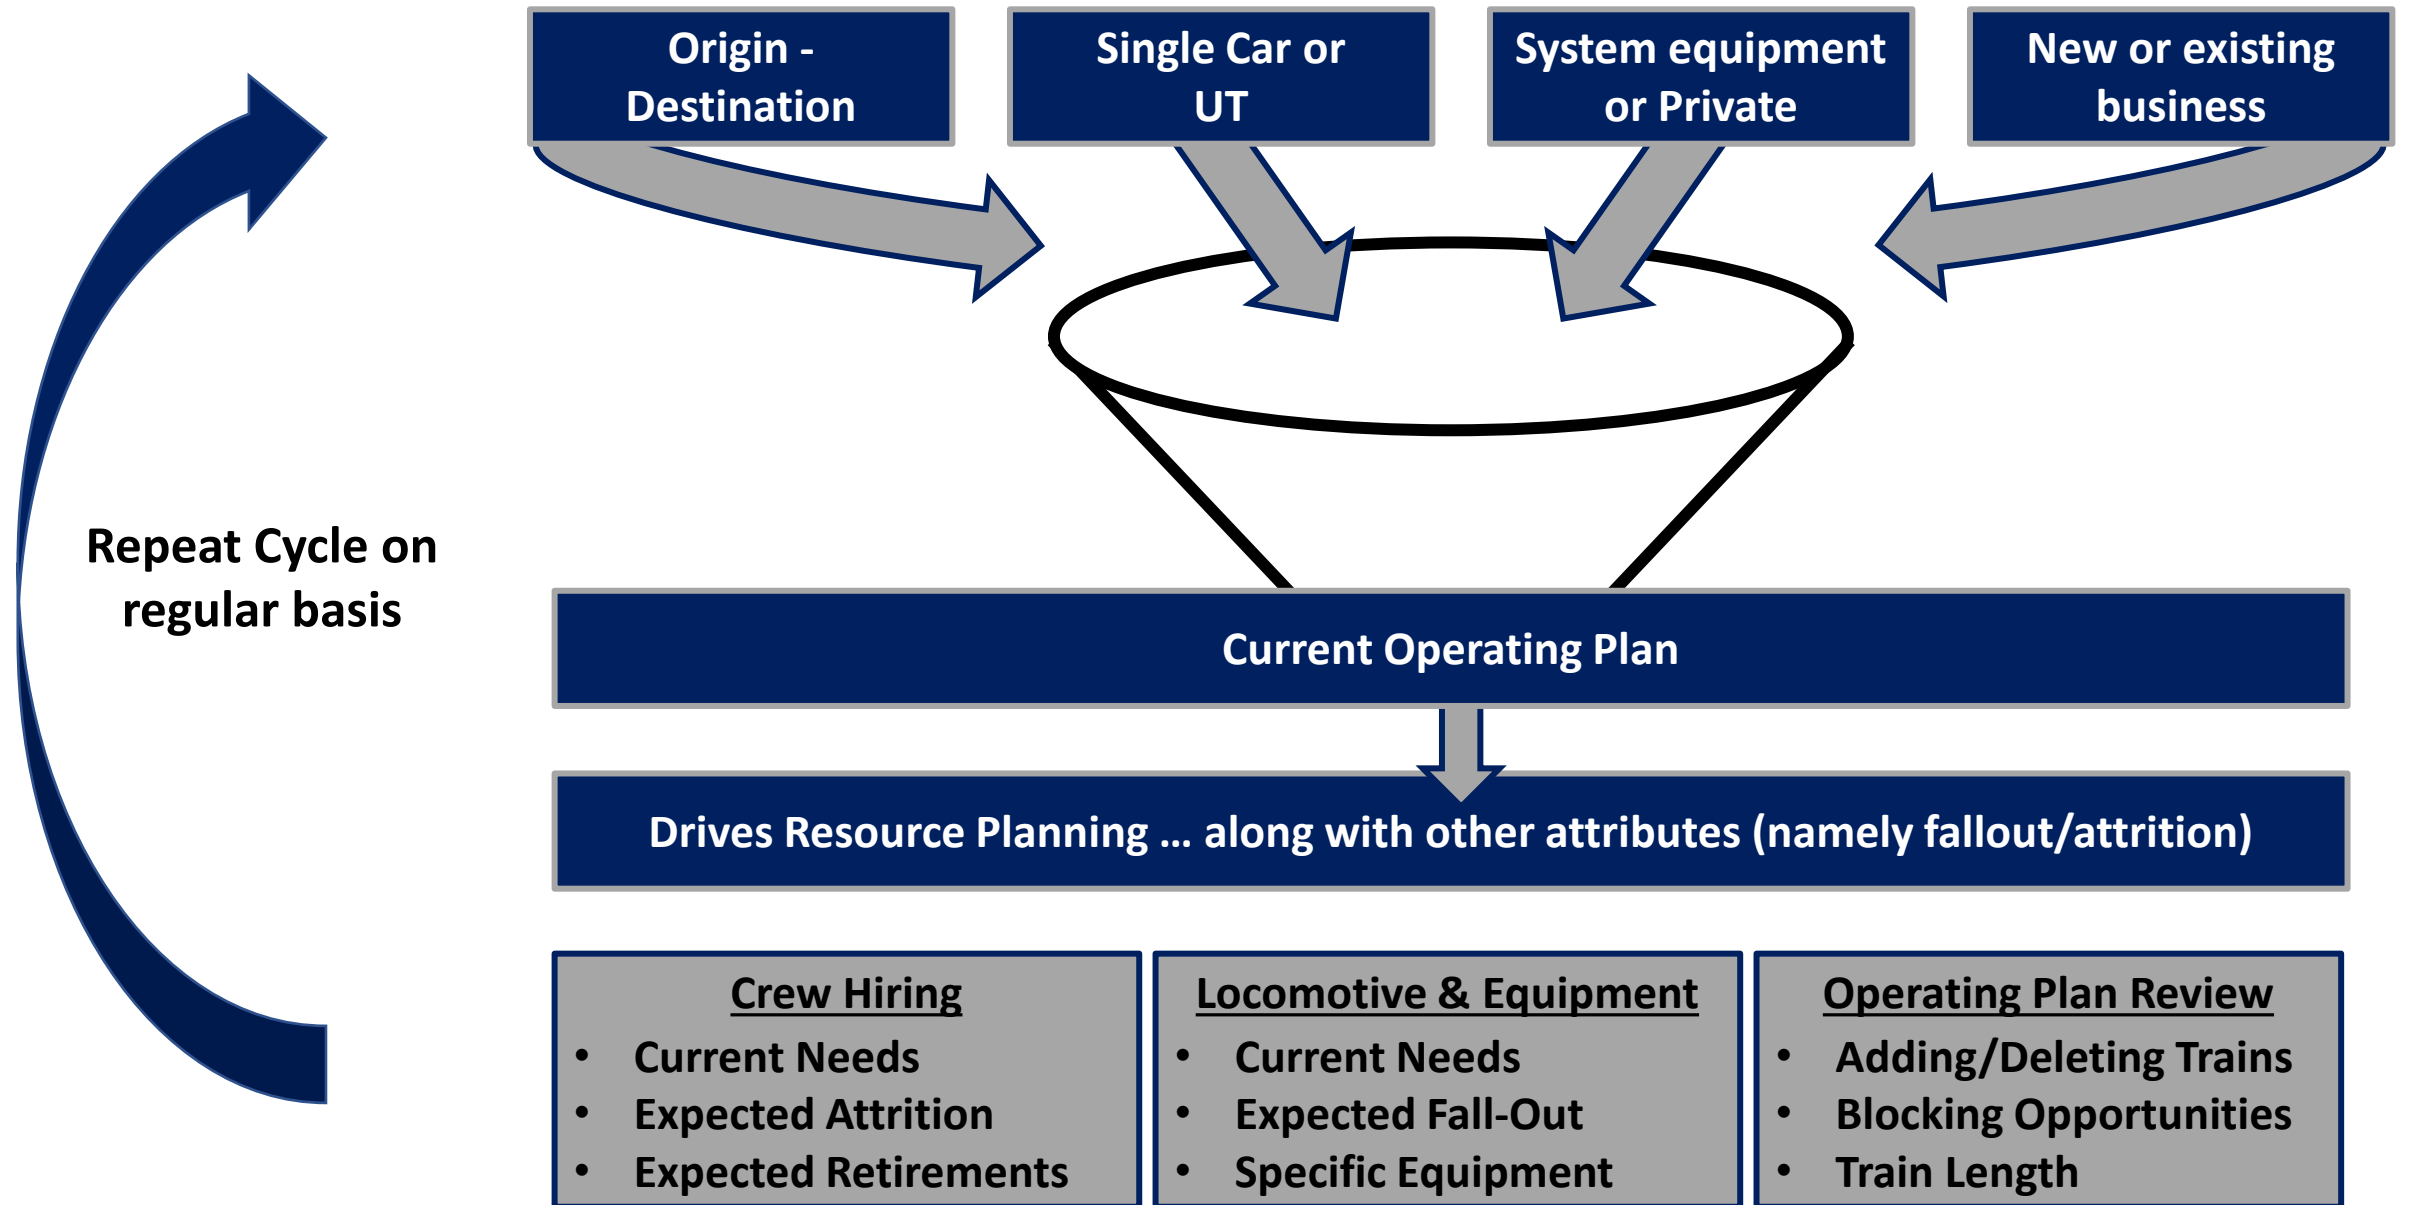 Origin -
Destination
Single Car or
UT
System equipment
or Private
New or existing
business
Repeat Cycle on
regular basis
Current Operating Plan
Drives Resource Planning ... along with other attributes (namely fallout/attrition)
Crew Hiring
• Current Needs
• Expected Attrition
• Expected Retirements
Locomotive & Equipment
• Current Needs
• Expected Fall-Out
• Specific Equipment
Operating Plan Review
• Adding/Deleting Trains
• Blocking Opportunities
• Train Length